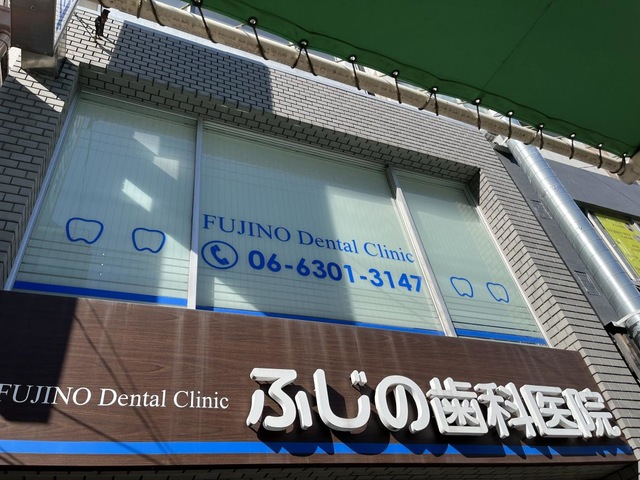 FUJINO Dental Clinic
06-6301-3147
FUJINO Dental Clinic ふじの歯科医院